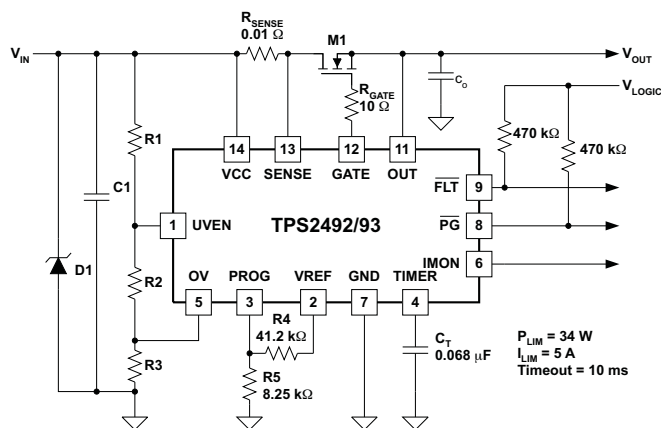 R_SENSE
0.01 Ω
M1
V_IN
V_OUT
C_O
V_LOGIC
R_GATE
10 Ω
R1
470 kΩ
470 kΩ
14 13 12 11
VCC SENSE GATE OUT
C1
FLT 9
1 UVEN
TPS2492/93
PG 8
D1
IMON 6
R2
OV PROG VREF GND TIMER
5 3 2 7 4
R4
41.2 kΩ
R3
R5
8.25 kΩ
C_T
0.068 μF
P_LIM = 34 W
I_LIM = 5 A
Timeout = 10 ms